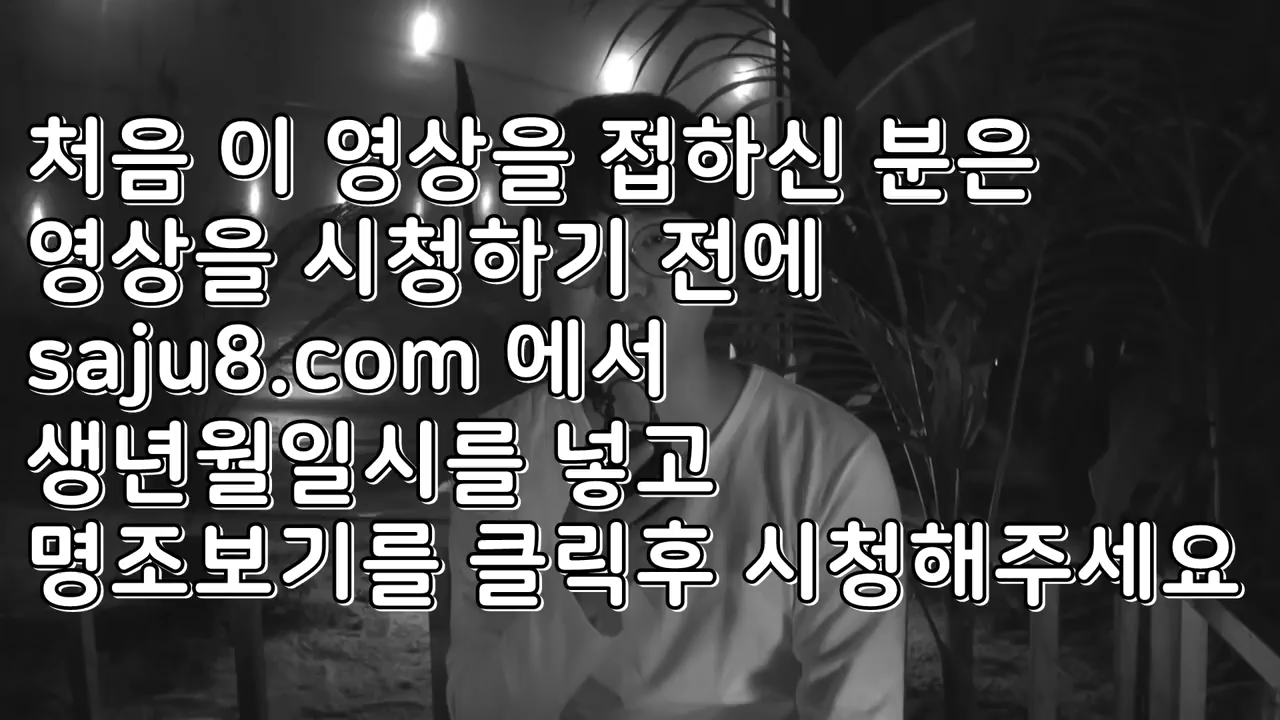 처음 이 영상을 접하신 분은
영상을 시청하기 전에
saju8.com 에서
생년월일시를 넣고
명조보기를 클릭후 시청해주세요